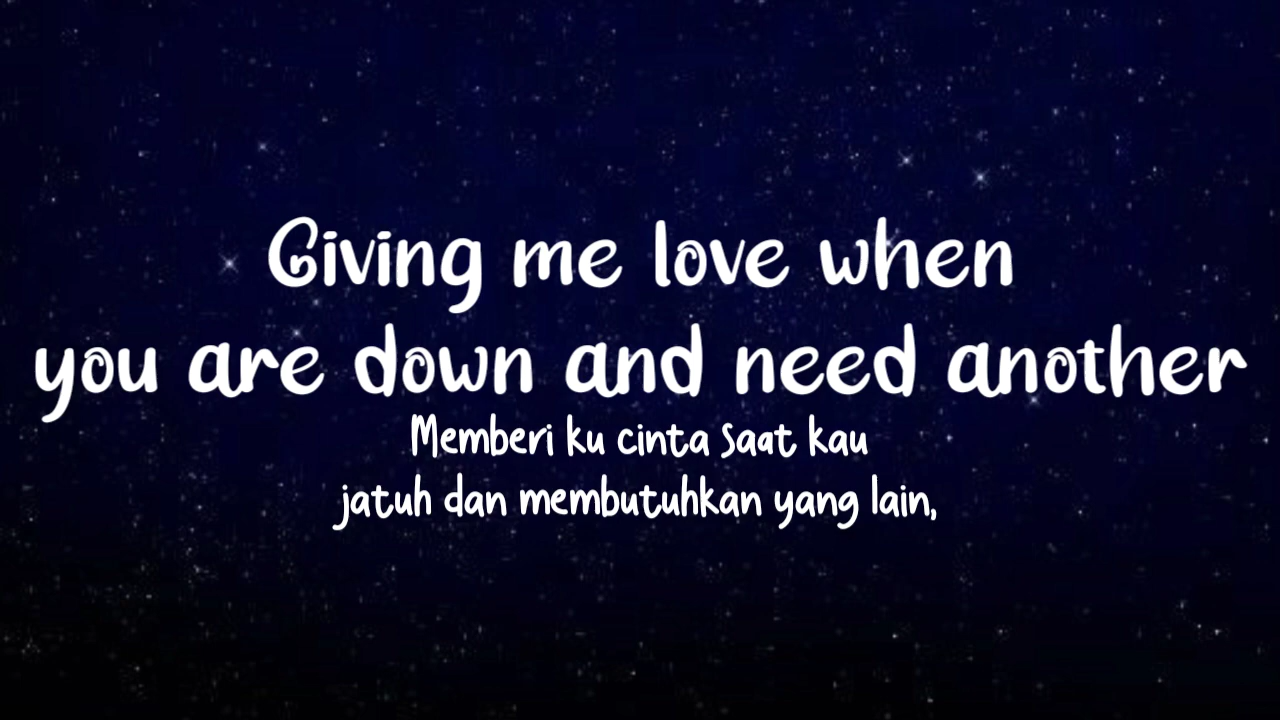 Giving me love when
you are down and need another
Memberi ku cinta saat kau
jatuh dan membutuhkan yang lain,